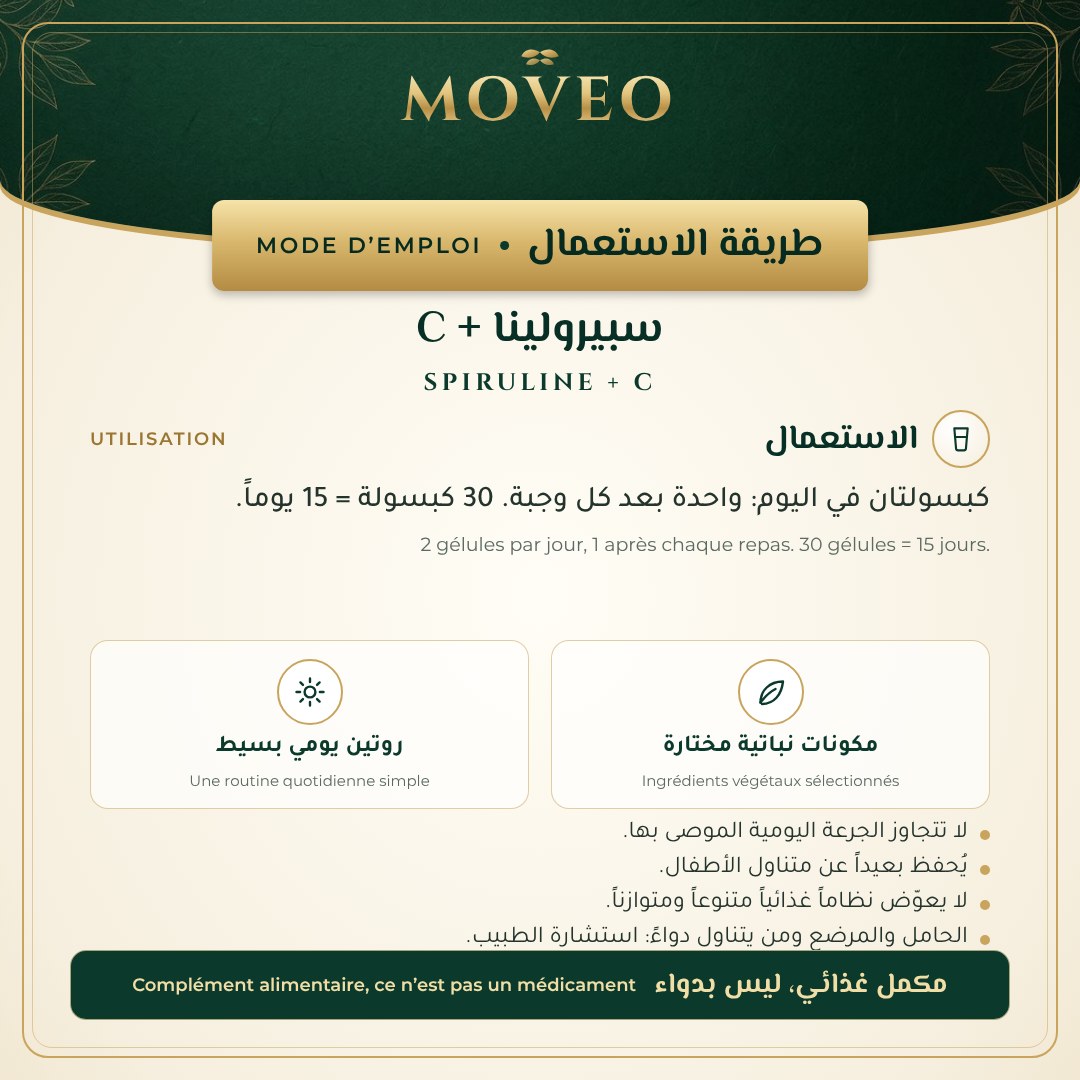 MOVEO
طريقة الاستعمال • MODE D’EMPLOI
سبيرولينا + C
SPIRULINE + C
الاستعمال
UTILISATION
كبسولتان في اليوم: واحدة بعد كل وجبة. 30 كبسولة = 15 يوماً.
2 gélules par jour, 1 après chaque repas. 30 gélules = 15 jours.
مكونات نباتية مختارة
Ingrédients végétaux sélectionnés
روتين يومي بسيط
Une routine quotidienne simple
لا تتجاوز الجرعة اليومية الموصى بها.
يُحفظ بعيداً عن متناول الأطفال.
لا يعوّض نظاماً غذائياً متنوعاً ومتوازناً.
الحامل والمرضع ومن يتناول دواءً: استشارة الطبيب.
مكمل غذائي، ليس بدواء Complément alimentaire, ce n’est pas un médicament